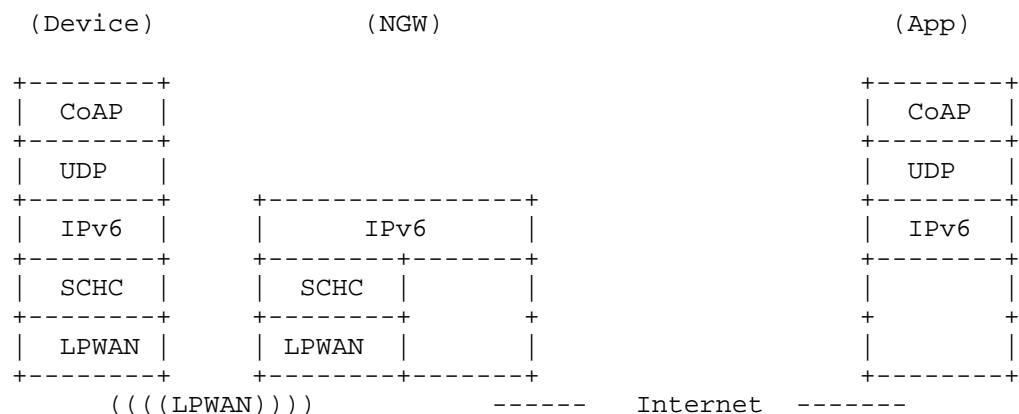 (Device) (NGW) (App)
CoAP CoAP
UDP UDP
IPv6 IPv6 IPv6
SCHC SCHC
LPWAN LPWAN
((((LPWAN)))) ------ Internet -------